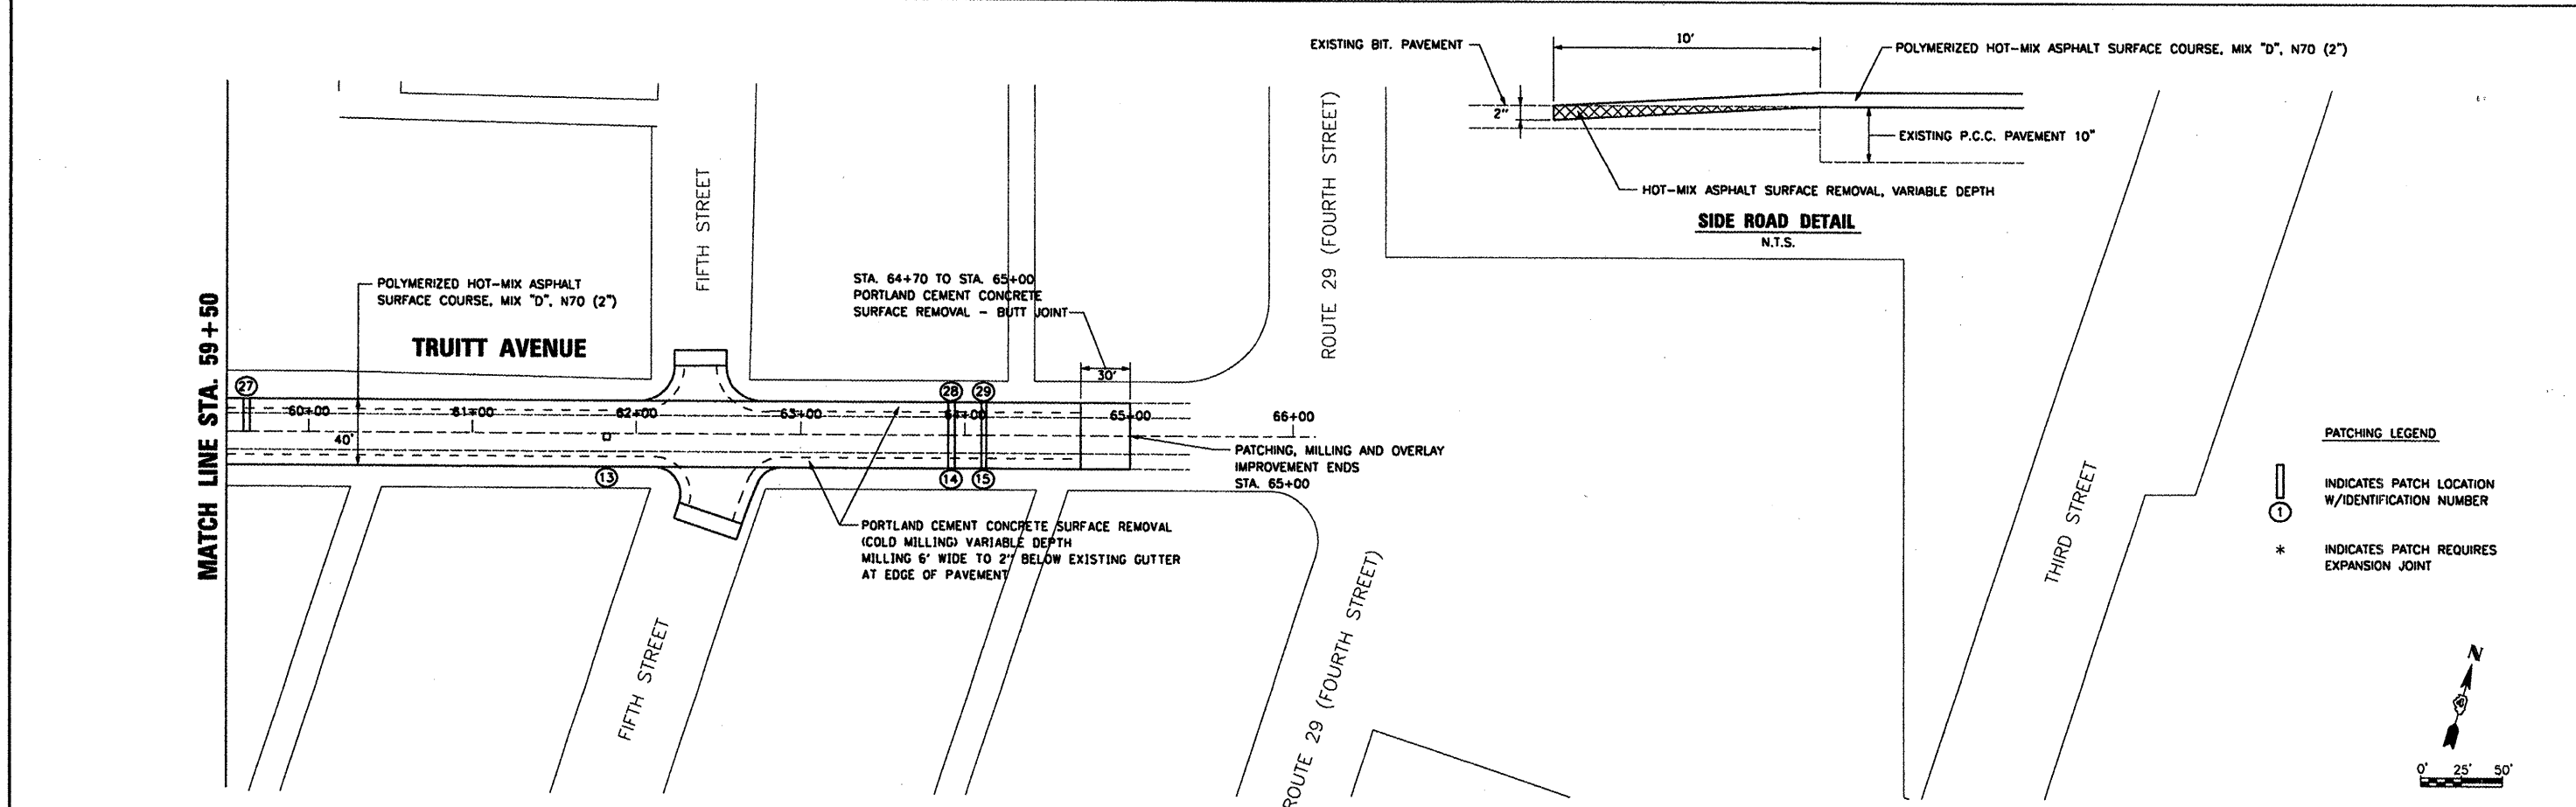 EXISTING BIT. PAVEMENT
10'
POLYMERIZED HOT-MIX ASPHALT SURFACE COURSE, MIX "D", N70 (2")
2"
EXISTING P.C.C. PAVEMENT 10"
HOT-MIX ASPHALT SURFACE REMOVAL, VARIABLE DEPTH
SIDE ROAD DETAIL
N.T.S.
MATCH LINE STA. 59+50
POLYMERIZED HOT-MIX ASPHALT
SURFACE COURSE, MIX "D", N70 (2")
TRUITT AVENUE
FIFTH STREET
STA. 64+70 TO STA. 65+00
PORTLAND CEMENT CONCRETE
SURFACE REMOVAL - BUTT JOINT
30'
ROUTE 29 (FOURTH STREET)
27
28
29
60+00
61+00
62+00
63+00
64+00
65+00
66+00
40'
13
14
15
PATCHING, MILLING AND OVERLAY
IMPROVEMENT ENDS
STA. 65+00
PORTLAND CEMENT CONCRETE SURFACE REMOVAL
(COLD MILLING) VARIABLE DEPTH
MILLING 6' WIDE TO 2" BELOW EXISTING GUTTER
AT EDGE OF PAVEMENT
FIFTH STREET
ROUTE 29 (FOURTH STREET)
THIRD STREET
PATCHING LEGEND
INDICATES PATCH LOCATION
W/IDENTIFICATION NUMBER
1
* INDICATES PATCH REQUIRES
EXPANSION JOINT
N
0' 25' 50'